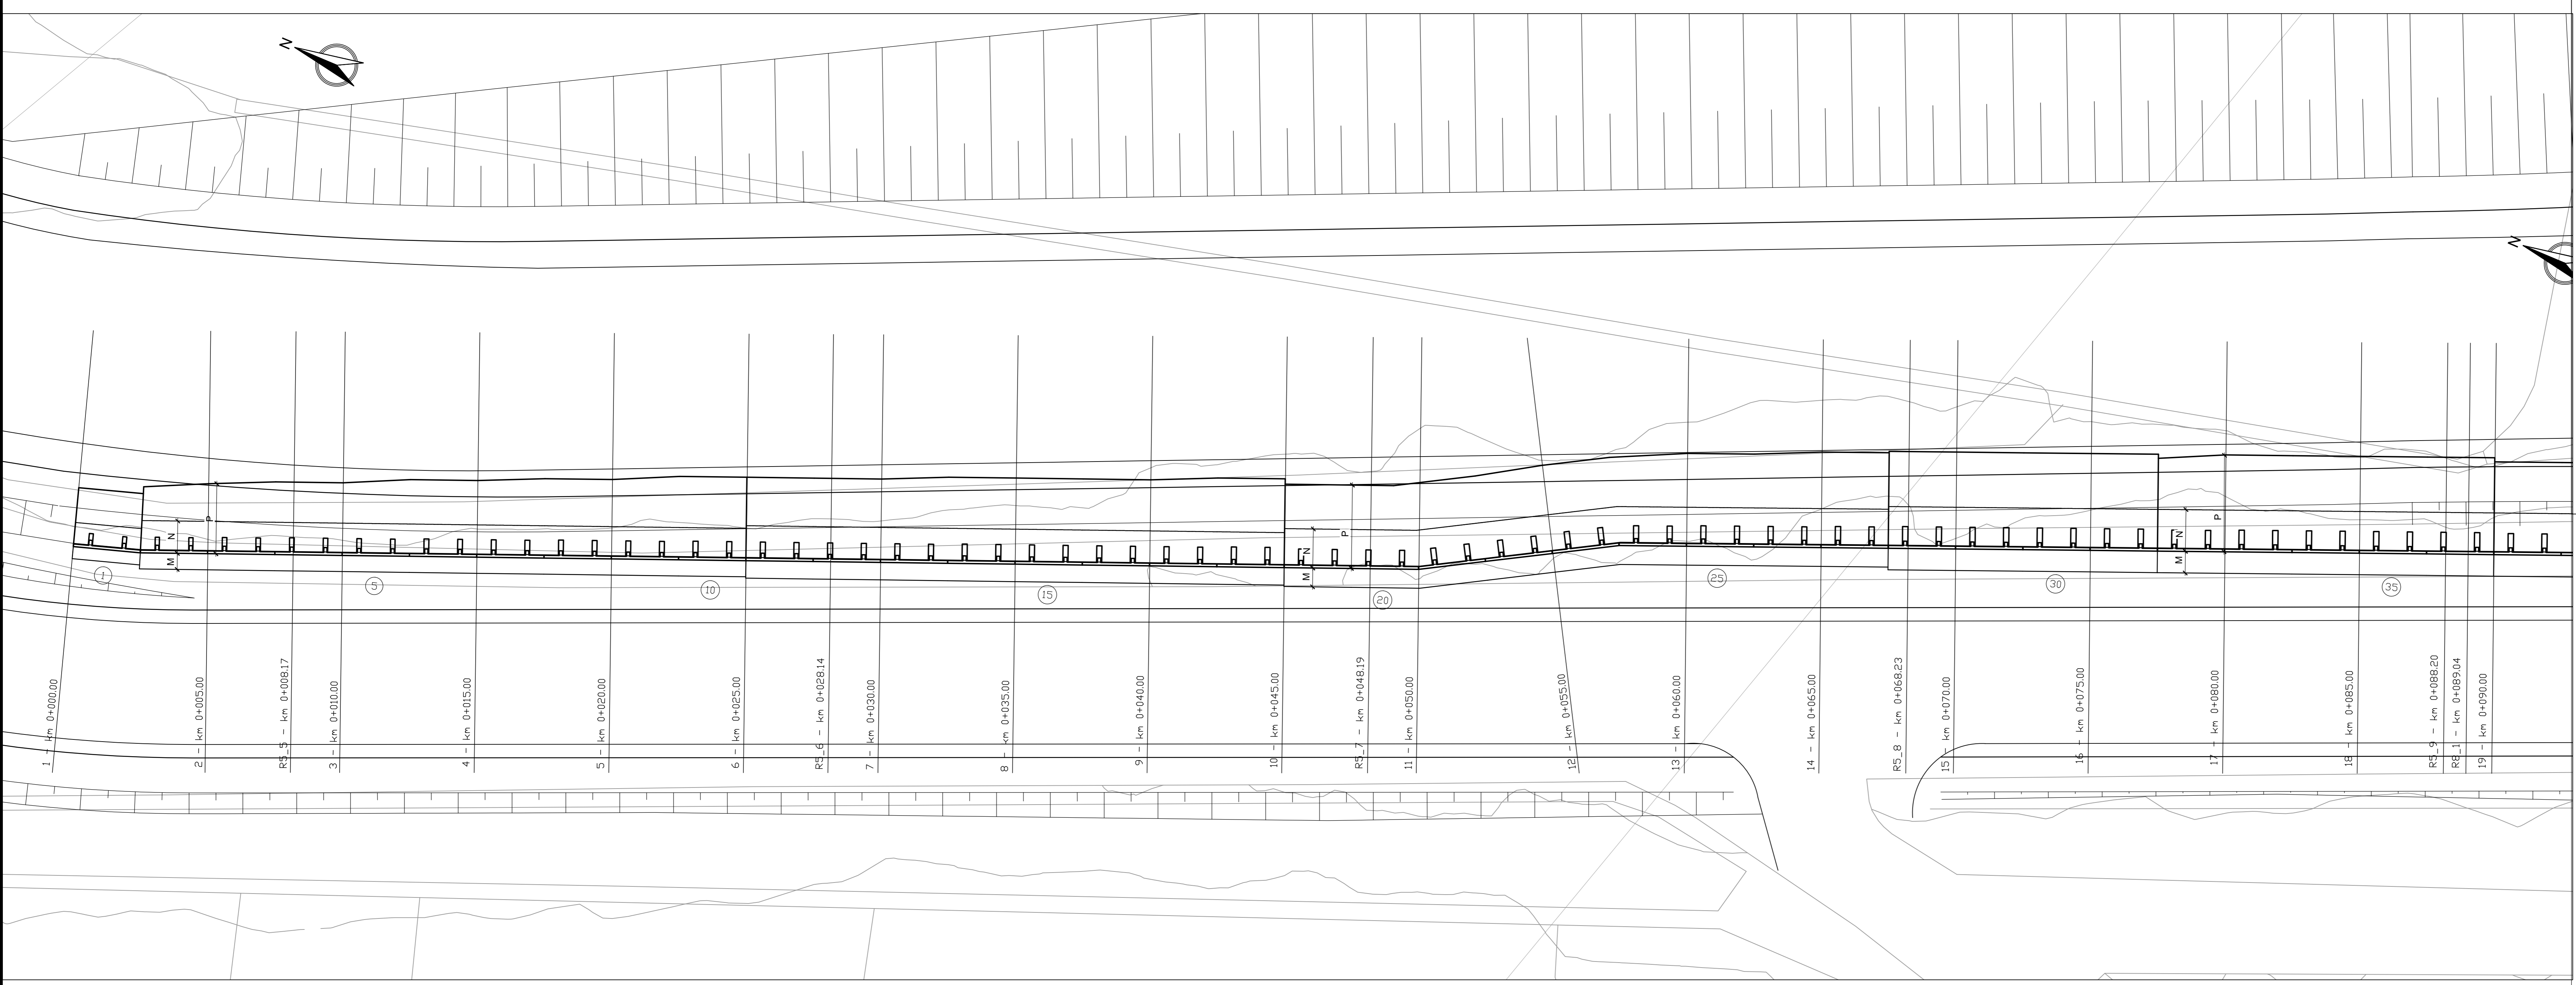 N
N
P
N
M
P
N
M
P
N
M
1
5
10
15
20
25
30
35
1 - km 0+000.00
2 - km 0+005.00
R5_5 - km 0+008.17
3 - km 0+010.00
4 - km 0+015.00
5 - km 0+020.00
6 - km 0+025.00
R5_6 - km 0+028.14
7 - km 0+030.00
8 - km 0+035.00
9 - km 0+040.00
10 - km 0+045.00
R5_7 - km 0+048.19
11 - km 0+050.00
12 - km 0+055.00
13 - km 0+060.00
14 - km 0+065.00
R5_8 - km 0+068.23
15 - km 0+070.00
16 - km 0+075.00
17 - km 0+080.00
18 - km 0+085.00
R5_9 - km 0+088.20
R8_1 - km 0+089.04
19 - km 0+090.00